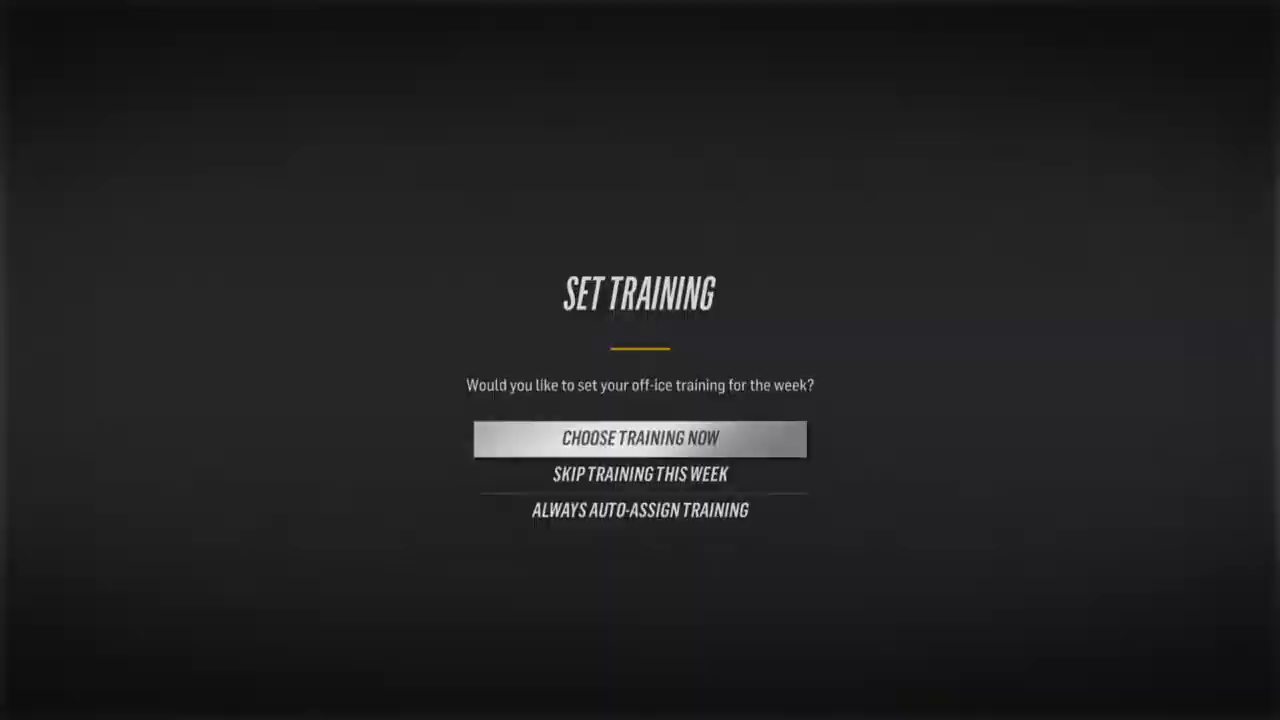 SET TRAINING
Would you like to set your off-ice training for the week?
CHOOSE TRAINING NOW
SKIP TRAINING THIS WEEK
ALWAYS AUTO-ASSIGN TRAINING